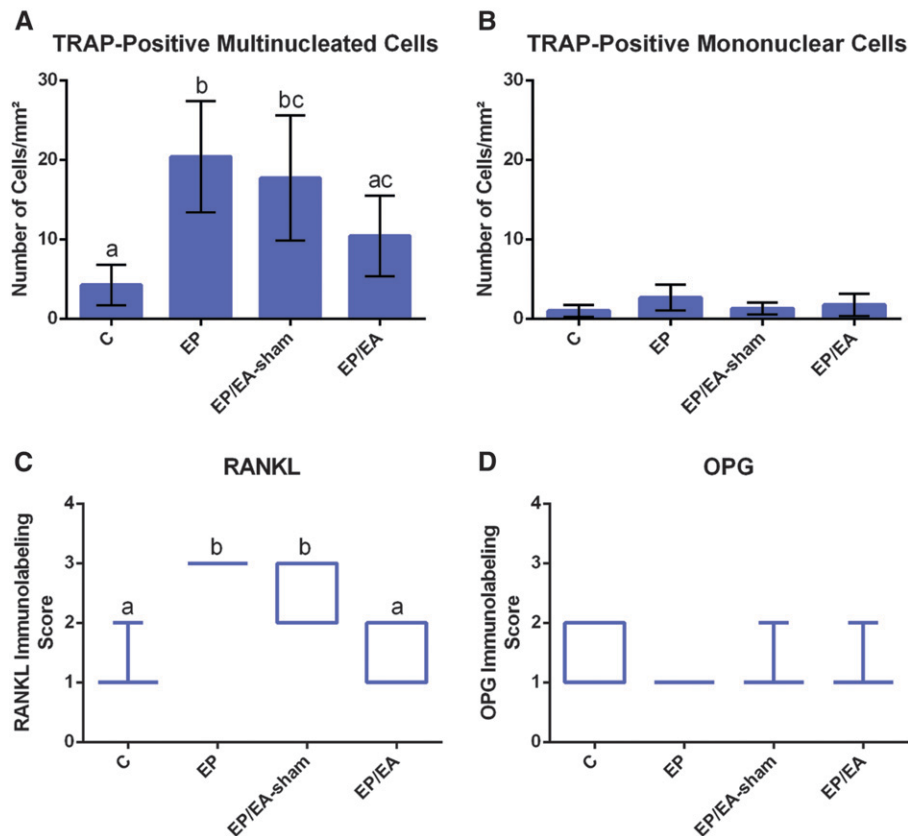 A
TRAP-Positive Multinucleated Cells
Number of Cells/mm²
30
20
10
0
a
b
bc
ac
C
EP
EP/EA-sham
EP/EA
B
TRAP-Positive Mononuclear Cells
Number of Cells/mm²
30
20
10
0
C
EP
EP/EA-sham
EP/EA
C
RANKL
RANKL Immunolabeling
Score
4
3
2
1
0
a
b
b
a
C
EP
EP/EA-sham
EP/EA
D
OPG
OPG Immunolabeling
Score
4
3
2
1
0
C
EP
EP/EA-sham
EP/EA